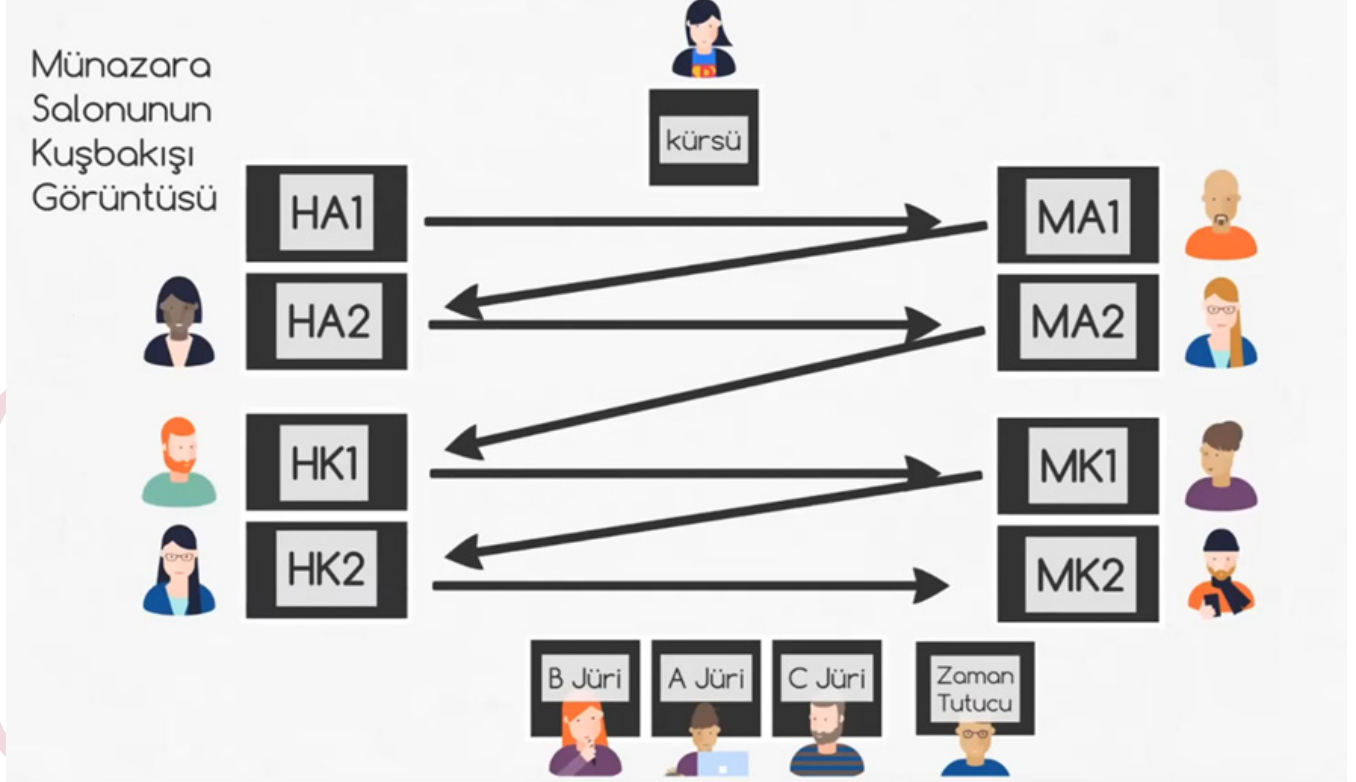 Münazara
Salonunun
Kuşbakışı
Görüntüsü
kürsü
HA1
MA1
HA2
MA2
HK1
MK1
HK2
MK2
B Jüri
A Jüri
C Jüri
Zaman
Tutucu